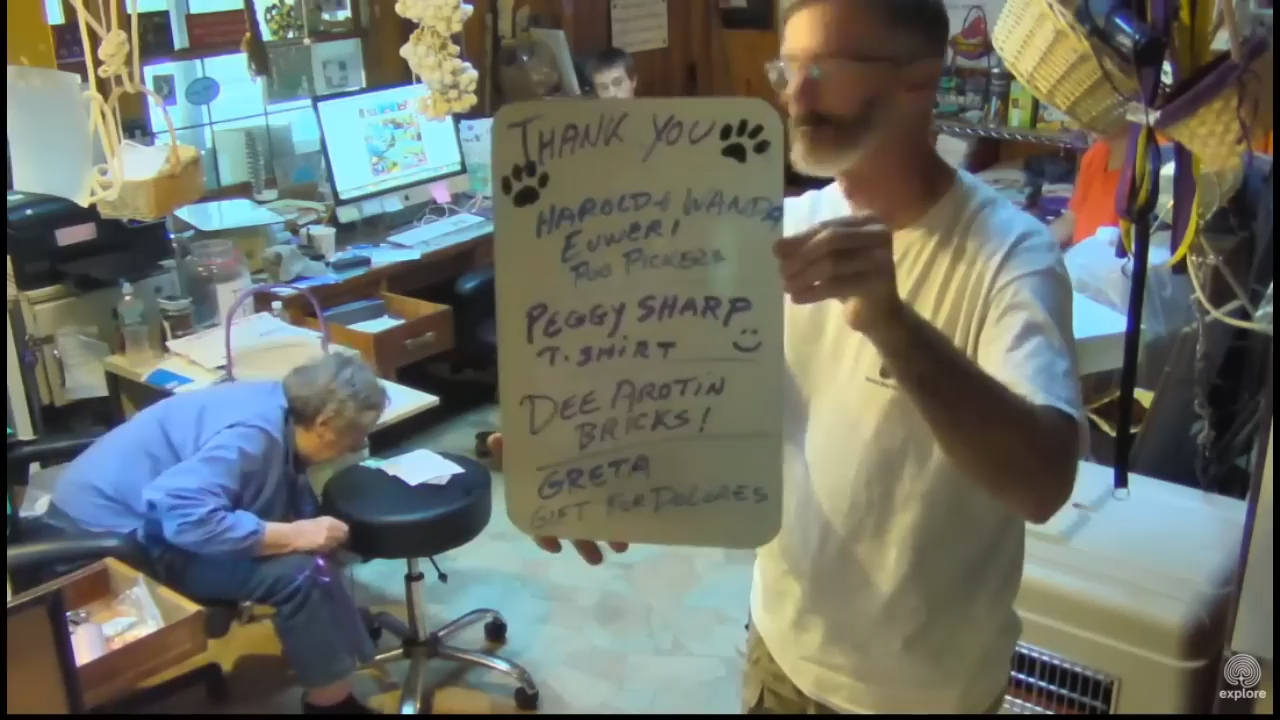 THANK YOU
HAROLD + WANDA
EUWER!
POO PICKERS
PEGGY SHARP
T-SHIRT
DEE AROTIN
BRICKS!
GRETA
GIFT FOR DOLORES
explore